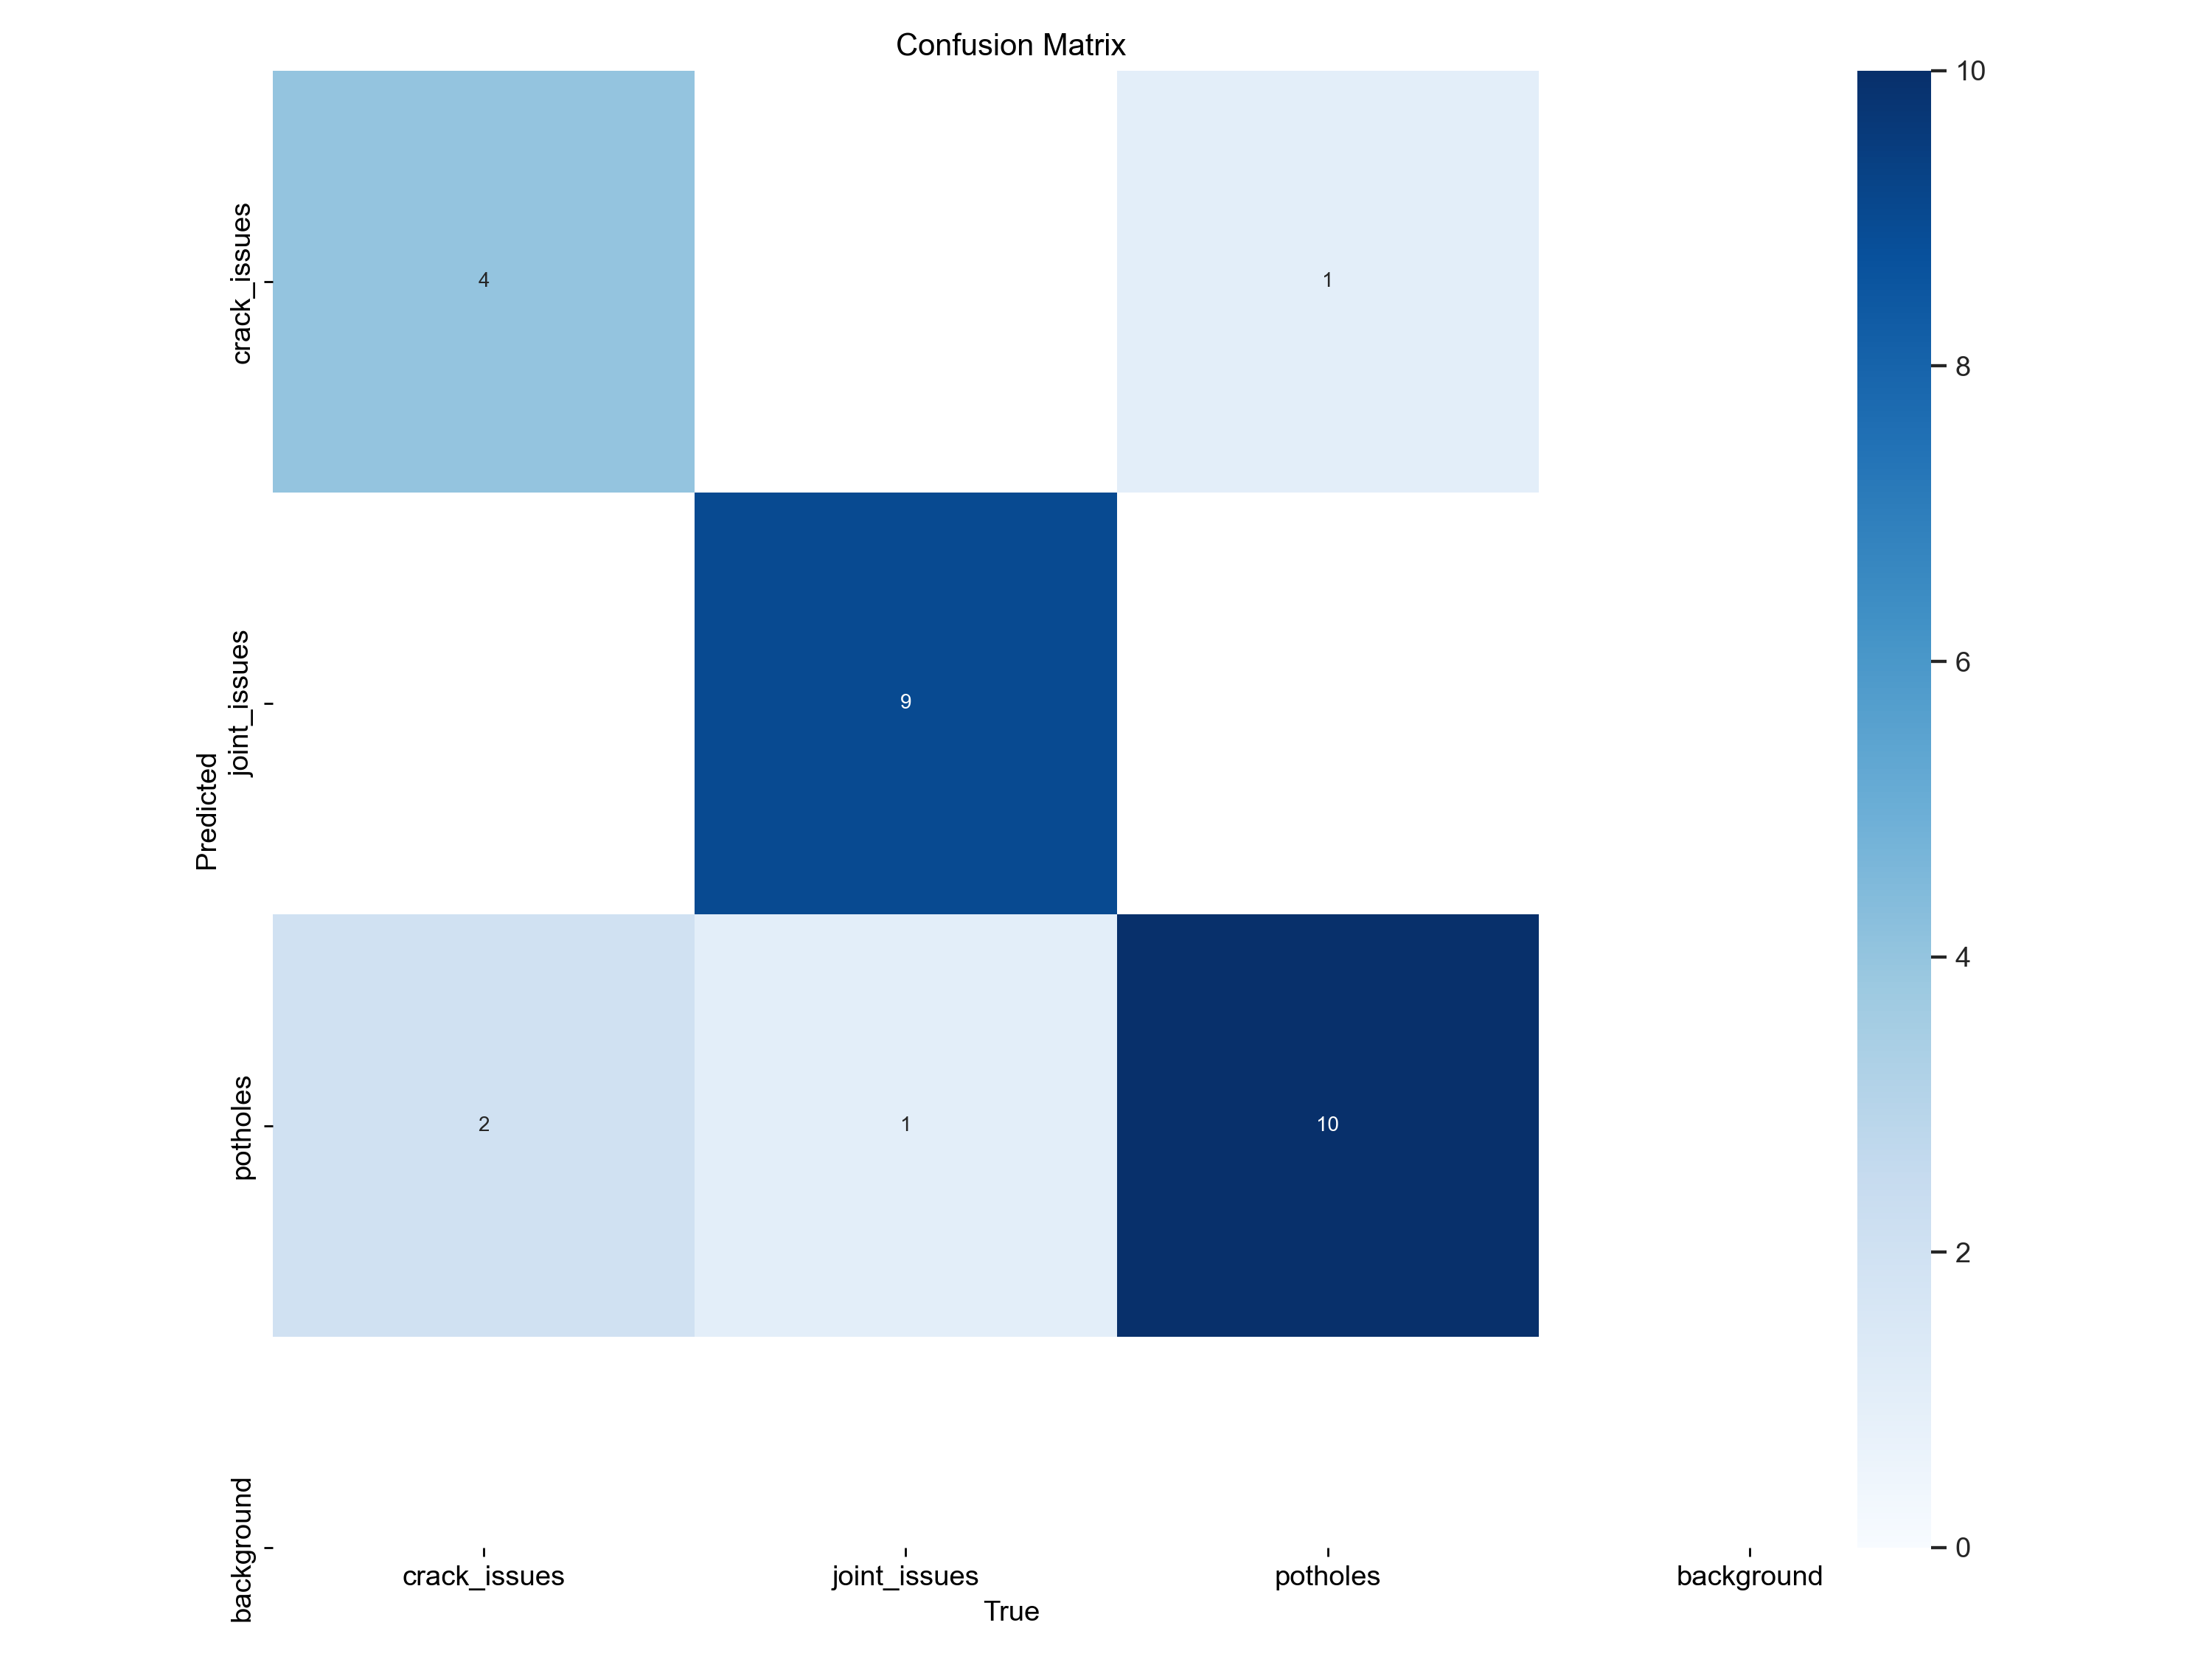 Confusion Matrix
Predicted
crack_issues
joint_issues
potholes
background
4
1
9
2
1
10
crack_issues
joint_issues
potholes
background
True
10
8
6
4
2
0